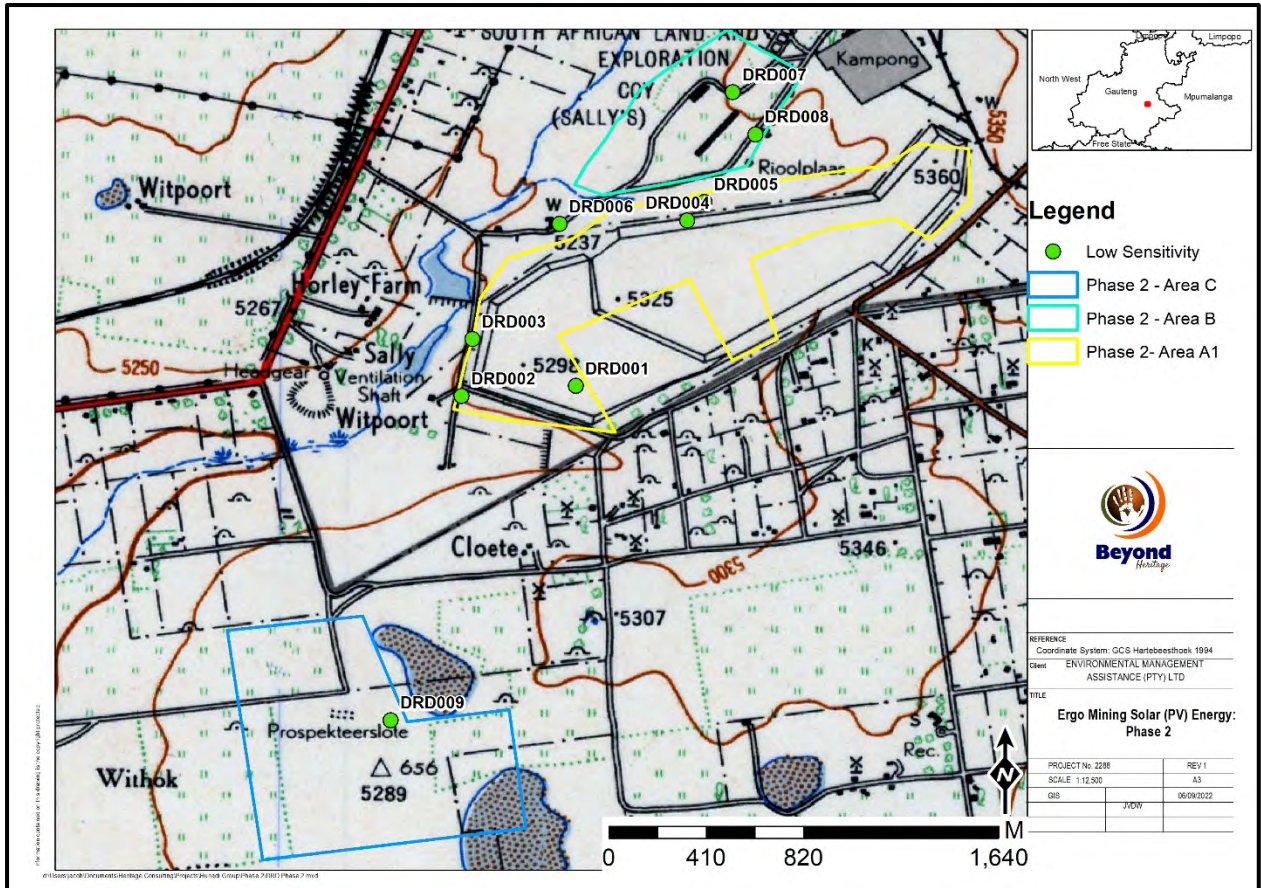 SOUTH AFRICAN LAND AND
EXPLORATION
COY
(SALLY'S)
Kampong
DRD007
DRD008
W
5350
Rioolplaas
5360
DRD005
DRD004
DRD006
W
5237
Witpoort
Horley Farm
5325
5267
DRD003
Sally
5250
Headgear
Ventilation
Shaft
5298
DRD001
DRD002
Witpoort
K
Cloete
5346
5300
5307
DRD009
Prospekteerslote
656
5289
Withok
S
Rec.
N
M
0
410
820
1,640
Limpopo
North West
Gauteng
Mpumalanga
Free State
Legend
Low Sensitivity
Phase 2 - Area C
Phase 2 - Area B
Phase 2- Area A1
Beyond
Heritage
REFERENCE
Coordinate System: GCS Hartebeesthoek 1994
Client ENVIRONMENTAL MANAGEMENT
ASSISTANCE (PTY) LTD
TITLE
Ergo Mining Solar (PV) Energy:
Phase 2
PROJECT No. 2288
REV 1
SCALE 1:12,500
A3
GIS
JVDW
06/09/2022